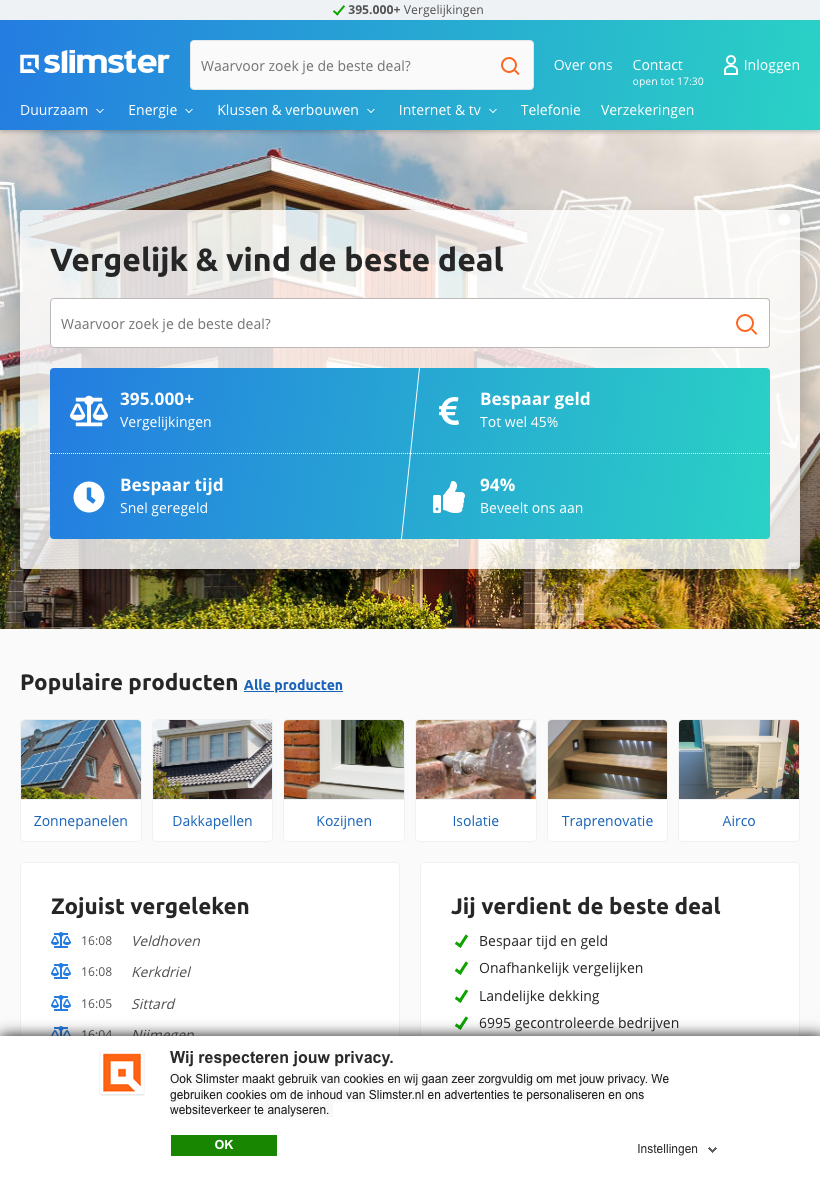 395.000+ Vergelijkingen
slimster
Waarvoor zoek je de beste deal?
Over ons
Contact
open tot 17:30
Inloggen
Duurzaam
Energie
Klussen & verbouwen
Internet & tv
Telefonie
Verzekeringen
Vergelijk & vind de beste deal
Waarvoor zoek je de beste deal?
395.000+
Vergelijkingen
Bespaar geld
Tot wel 45%
Bespaar tijd
Snel geregeld
94%
Beveelt ons aan
Populaire producten Alle producten
Zonnepanelen
Dakkapellen
Kozijnen
Isolatie
Traprenovatie
Airco
Zojuist vergeleken
16:08 Veldhoven
16:08 Kerkdriel
16:05 Sittard
16:04 Nijmegen
Jij verdient de beste deal
Bespaar tijd en geld
Onafhankelijk vergelijken
Landelijke dekking
6995 gecontroleerde bedrijven
Wij respecteren jouw privacy.
Ook Slimster maakt gebruik van cookies en wij gaan zeer zorgvuldig om met jouw privacy. We
gebruiken cookies om de inhoud van Slimster.nl en advertenties te personaliseren en ons
websiteverkeer te analyseren.
OK
Instellingen